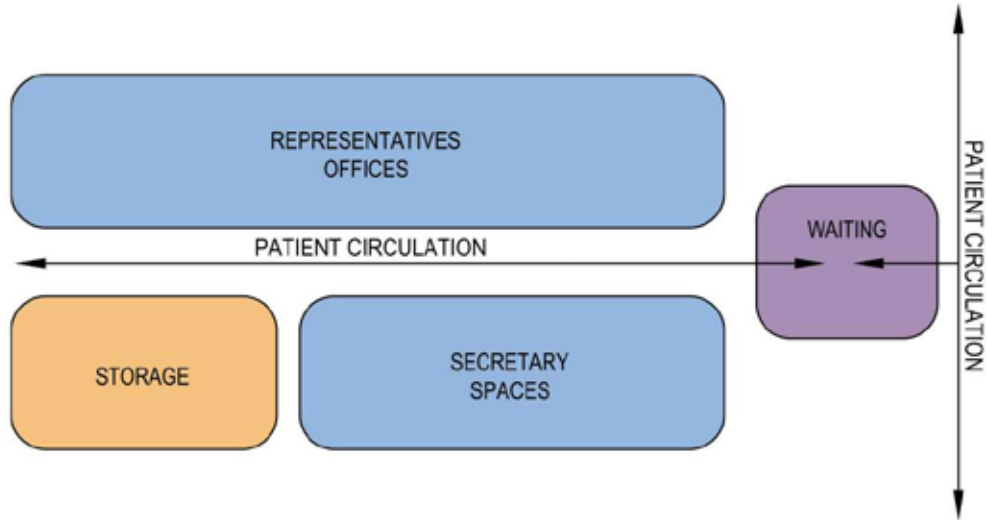 REPRESENTATIVES
OFFICES
PATIENT CIRCULATION
WAITING
PATIENT CIRCULATION
STORAGE
SECRETARY
SPACES